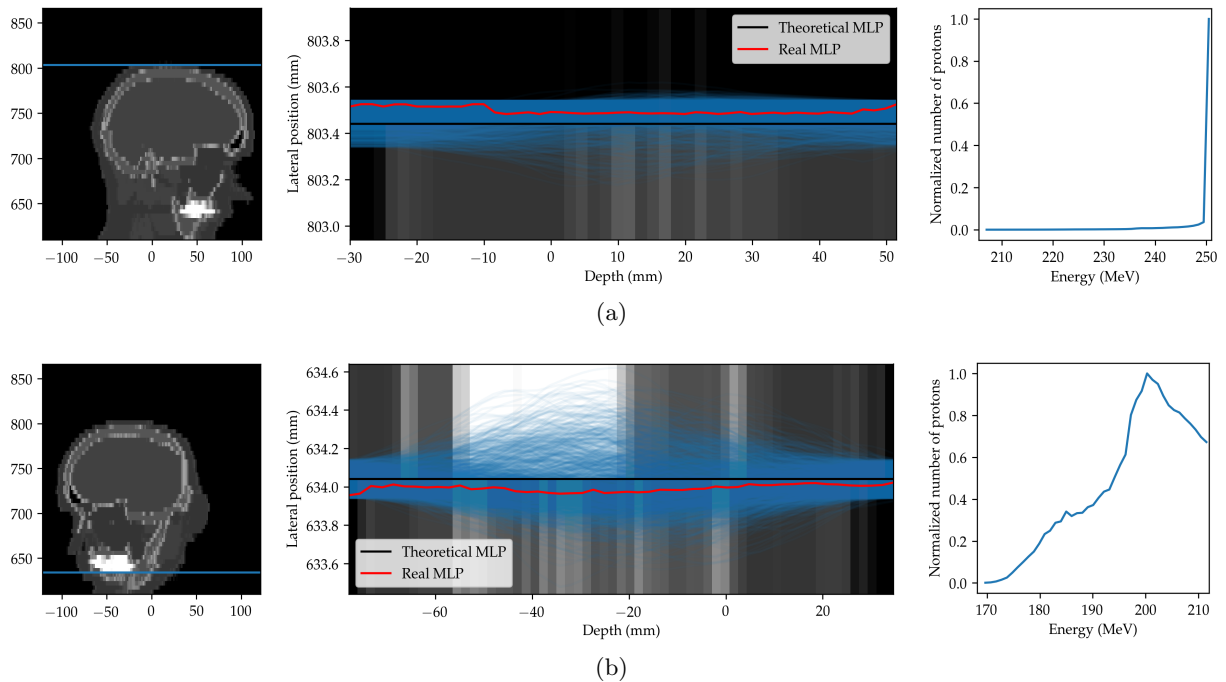 850
800
750
700
650
−100 −50 0 50 100
Lateral position (mm)
803.8
803.6
803.4
803.2
803.0
Theoretical MLP
Real MLP
−30 −20 −10 0 10 20 30 40 50
Depth (mm)
Normalized number of protons
1.0
0.8
0.6
0.4
0.2
0.0
210 220 230 240 250
Energy (MeV)
(a)
850
800
750
700
650
−100 −50 0 50 100
Lateral position (mm)
634.6
634.4
634.2
634.0
633.8
633.6
Theoretical MLP
Real MLP
−60 −40 −20 0 20
Depth (mm)
Normalized number of protons
1.0
0.8
0.6
0.4
0.2
0.0
170 180 190 200 210
Energy (MeV)
(b)